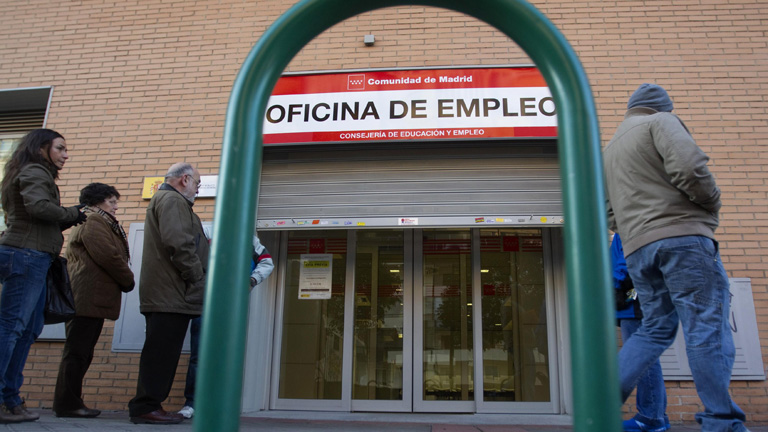 Comunidad de Madrid
OFICINA DE EMPLEO
CONSEJERÍA DE EDUCACIÓN Y EMPLEO